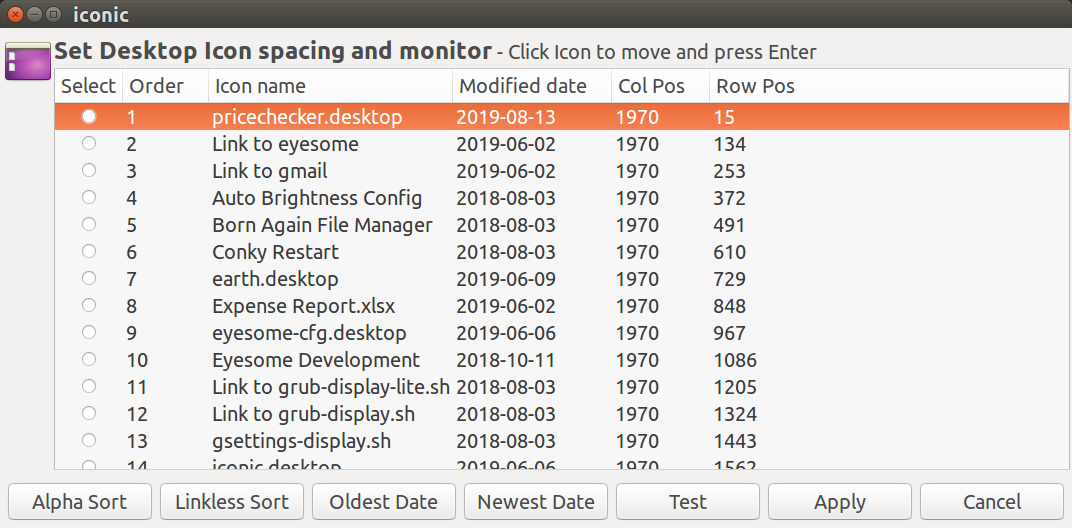 iconic
Set Desktop Icon spacing and monitor - Click Icon to move and press Enter
Select Order Icon name Modified date Col Pos Row Pos
1 pricechecker.desktop 2019-08-13 1970 15
2 Link to eyesome 2019-06-02 1970 134
3 Link to gmail 2019-06-02 1970 253
4 Auto Brightness Config 2018-08-03 1970 372
5 Born Again File Manager 2018-08-03 1970 491
6 Conky Restart 2018-08-03 1970 610
7 earth.desktop 2019-06-09 1970 729
8 Expense Report.xlsx 2019-06-02 1970 848
9 eyesome-cfg.desktop 2019-06-06 1970 967
10 Eyesome Development 2018-10-11 1970 1086
11 Link to grub-display-lite.sh 2018-08-03 1970 1205
12 Link to grub-display.sh 2018-08-03 1970 1324
13 gsettings-display.sh 2018-08-03 1970 1443
14 iconic.desktop 2019-06-06 1970 1562
Alpha Sort Linkless Sort Oldest Date Newest Date Test Apply Cancel